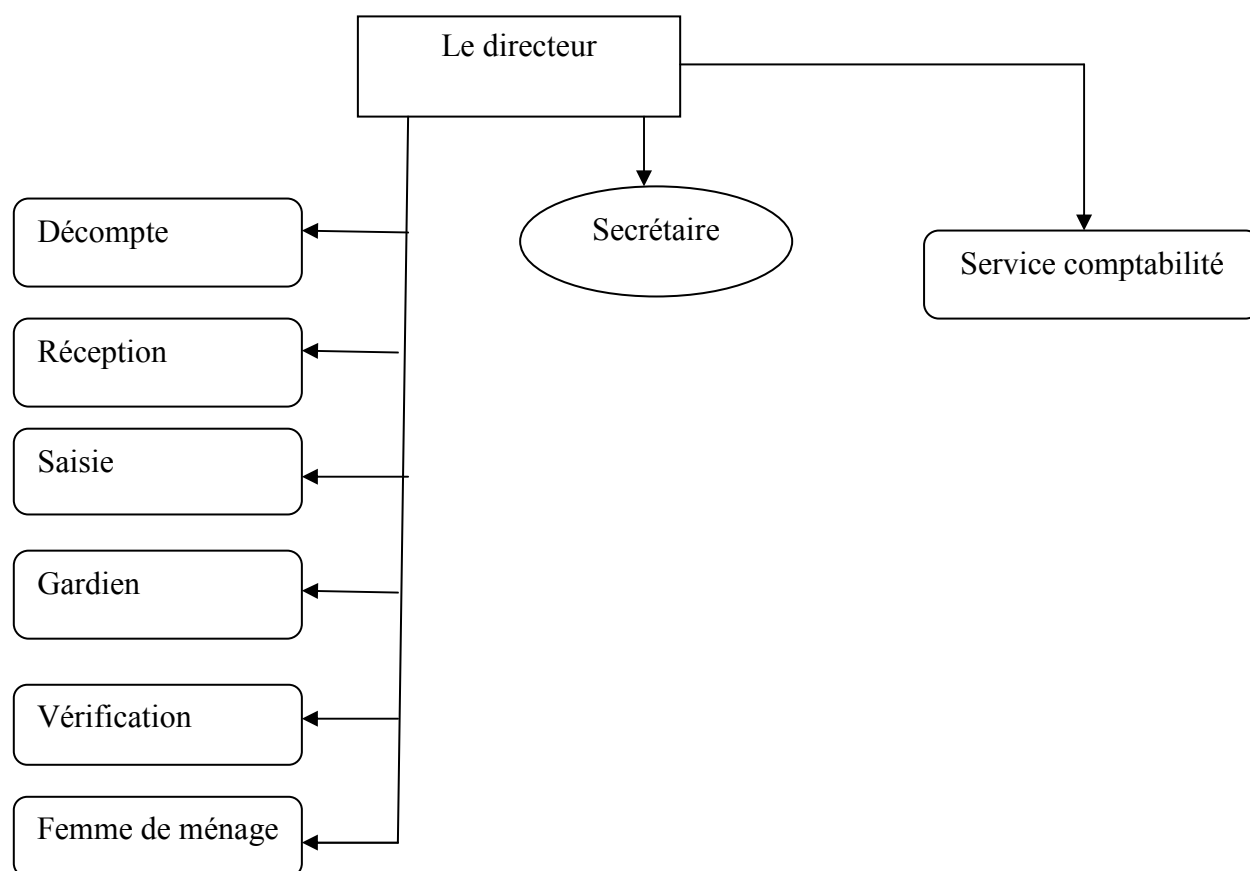 Le directeur
Décompte
Secrétaire
Service comptabilité
Réception
Saisie
Gardien
Vérification
Femme de ménage